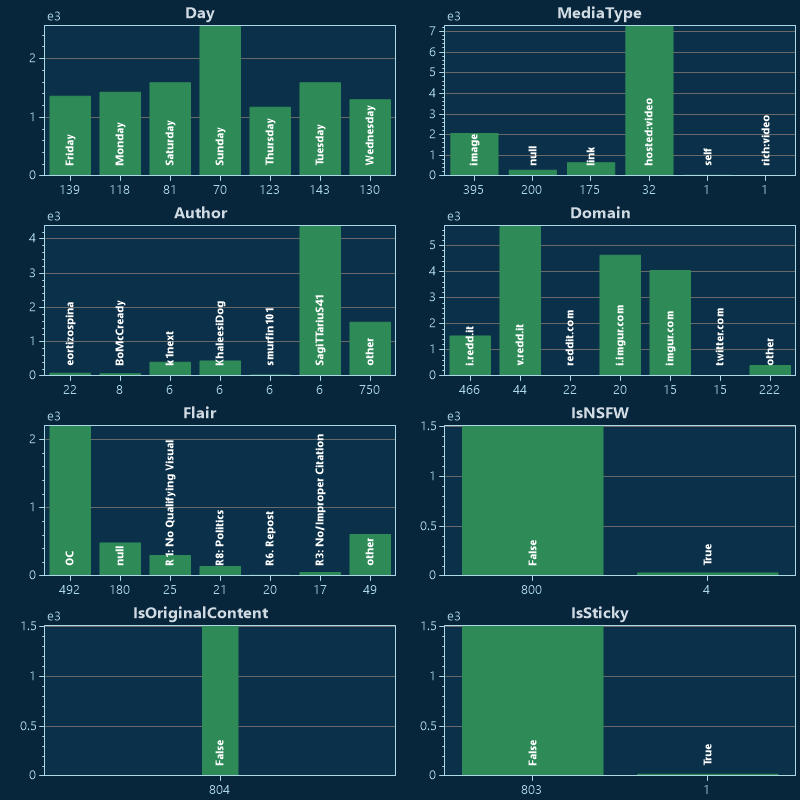 Day
e3
2
1
0
Friday Monday Saturday Sunday Thursday Tuesday Wednesday
139 118 81 70 123 143 130
MediaType
e3
7
6
5
4
3
2
1
0
image null link hosted:video self rich:video
395 200 175 32 1 1
Author
e3
4
3
2
1
0
eortizospina BoMcCready k1next KhaleesiDog smurfin101 SagiTTariuS41 other
22 8 6 6 6 6 750
Domain
e3
5
4
3
2
1
0
i.redd.it v.redd.it reddit.com i.imgur.com imgur.com twitter.com other
466 44 22 20 15 15 222
Flair
e3
2
1
0
OC null R1: No Qualifying Visual R8: Politics R6. Repost R3: No/Improper Citation other
492 180 25 21 20 17 49
IsNSFW
1.5 e3
1
0.5
0
False True
800 4
IsOriginalContent
1.5 e3
1
0.5
0
False
804
IsSticky
1.5 e3
1
0.5
0
False True
803 1